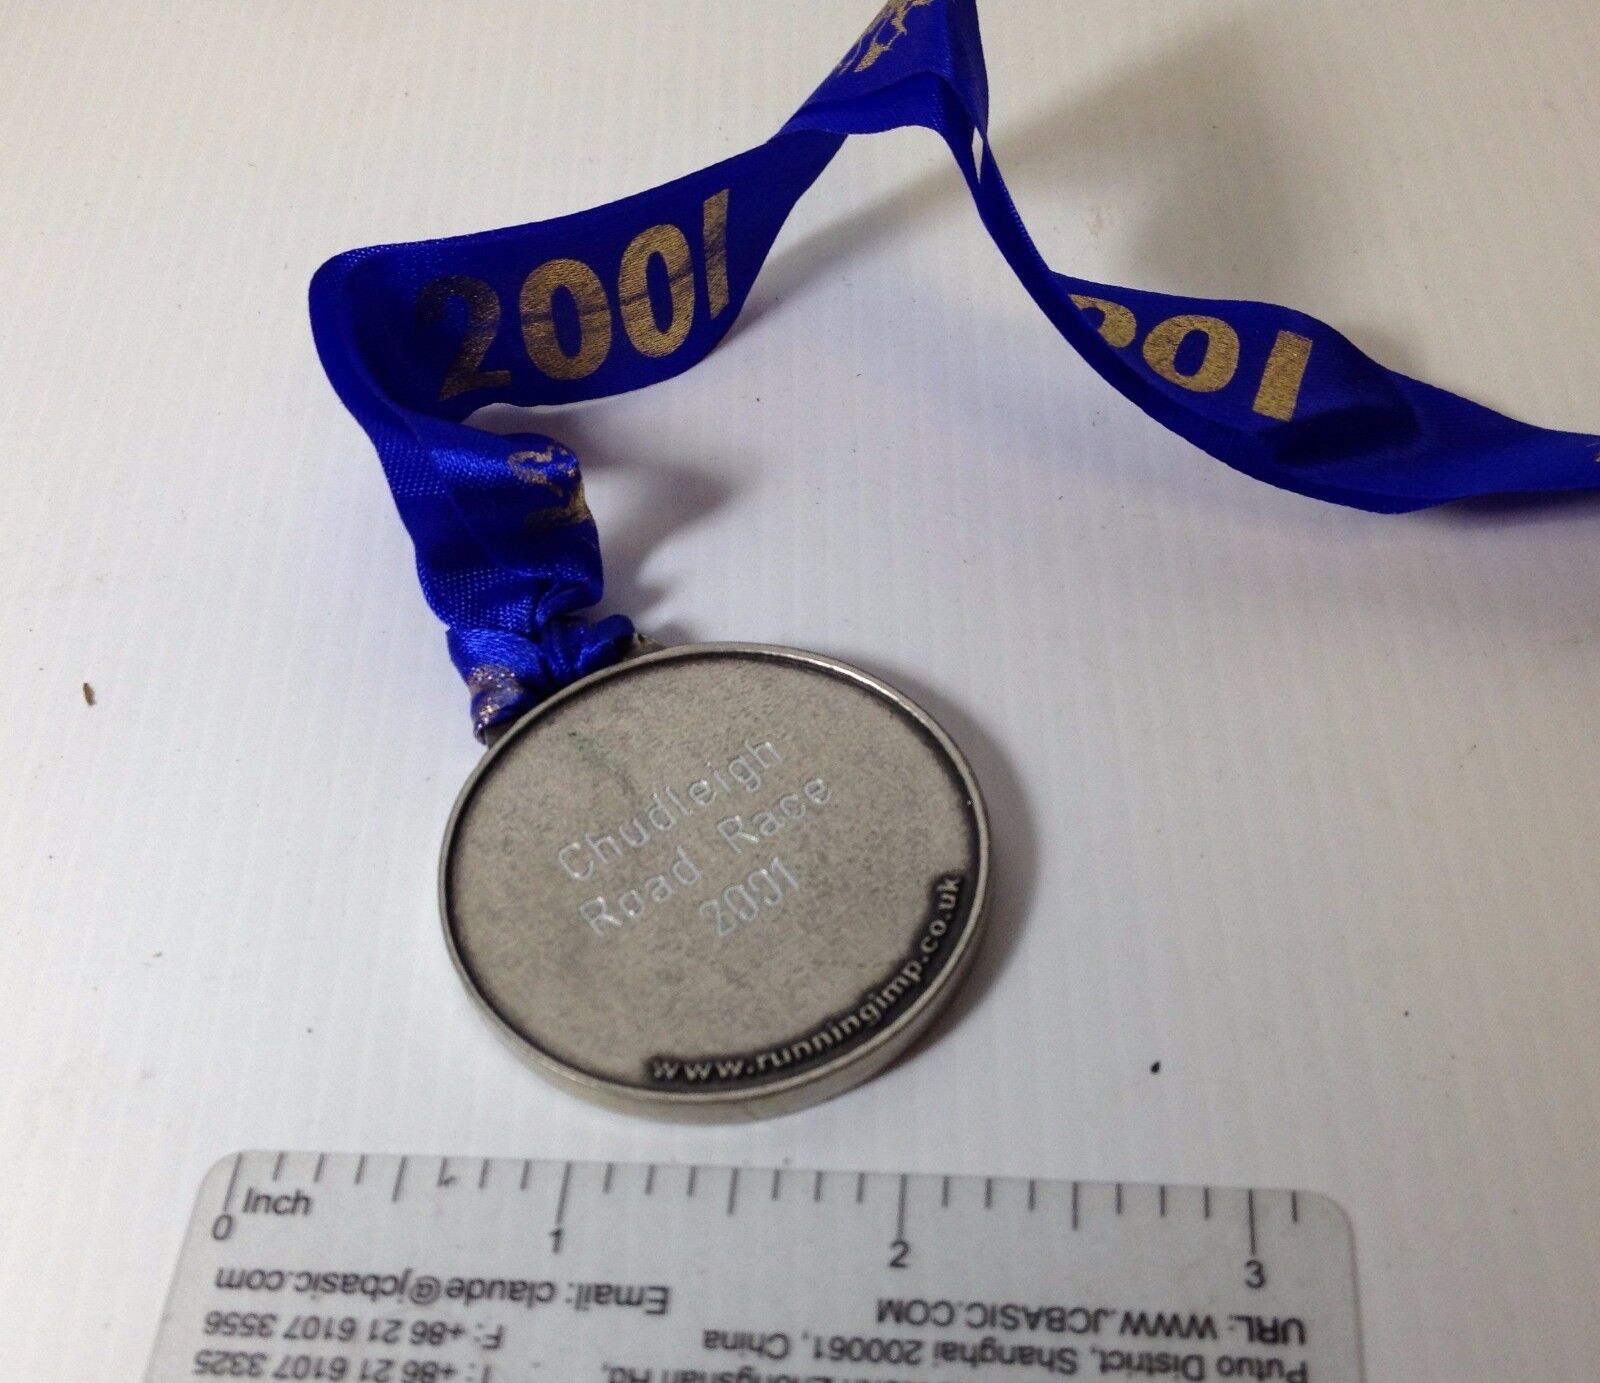 2001
001
Chudleigh
Road Race
2001
www.runningimp.co.uk
Inch
0 1 2 3
Email: claude@jcbasic.com
URL: WWW.JCBASIC.COM
F: +86 21 6107 3556
Putuo District, Shanghai 200061, China
T: +86 21 6107 3325